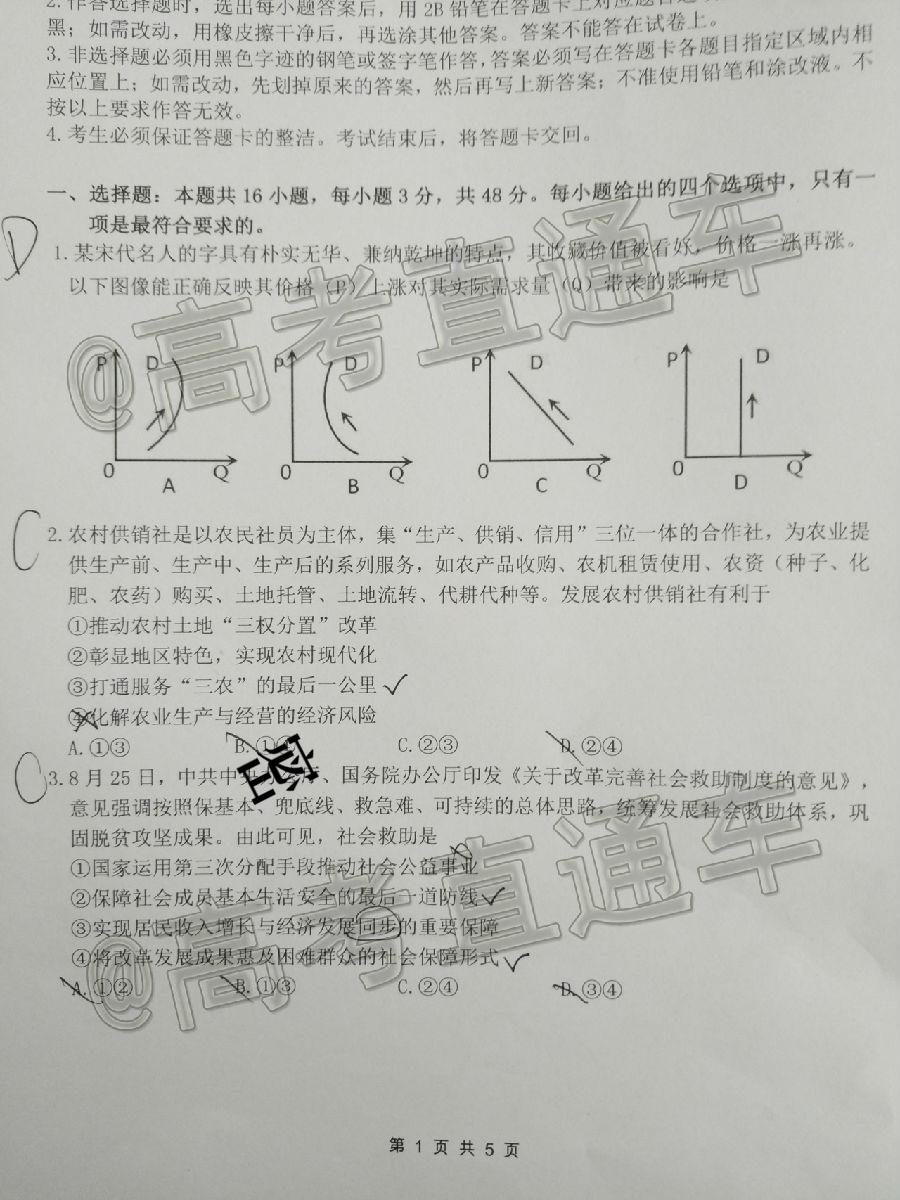 2.作答选择题时，选出每小题答案后，用2B铅笔在答题卡上对应题目选
黑；如需改动，用橡皮擦干净后，再选涂其他答案。答案不能答在试卷上。
3.非选择题必须用黑色字迹的钢笔或签字笔作答，答案必须写在答题卡各题目指定区域内相
应位置上；如需改动，先划掉原来的答案，然后再写上新答案；不准使用铅笔和涂改液。不
按以上要求作答无效。
4.考生必须保证答题卡的整洁。考试结束后，将答题卡交回。
一、选择题：本题共16小题，每小题3分，共48分。每小题给出的四个选项中，只有一
项是最符合要求的。
D
1.某宋代名人的字具有朴实无华、兼纳乾坤的特点，其收藏价值被看好，价格一涨再涨。
以下图像能正确反映其价格（P）上涨对其实际需求量（Q）带来的影响是
@高考直通车
P D P D P D P D
0 Q 0 Q 0 Q 0 Q
A B C D
C
2.农村供销社是以农民社员为主体，集“生产、供销、信用”三位一体的合作社，为农业提
供生产前、生产中、生产后的系列服务，如农产品收购、农机租赁使用、农资（种子、化
肥、农药）购买、土地托管、土地流转、代耕代种等。发展农村供销社有利于
①推动农村土地“三权分置”改革
②彰显地区特色，实现农村现代化
③打通服务“三农”的最后一公里
④化解农业生产与经营的经济风险
A.①③ B.①④ C.②③ D.②④
密
C
3.8月25日，中共中央办公厅、国务院办公厅印发《关于改革完善社会救助制度的意见》，
意见强调按照保基本、兜底线、救急难、可持续的总体思路，统筹发展社会救助体系，巩
固脱贫攻坚成果。由此可见，社会救助是
①国家运用第三次分配手段推动社会公益事业
②保障社会成员基本生活安全的最后一道防线
③实现居民收入增长与经济发展同步的重要保障
④将改革发展成果惠及困难群众的社会保障形式
A.①② B.①③ C.②④ D.③④
@高考直通车
第 1 页 共 5 页